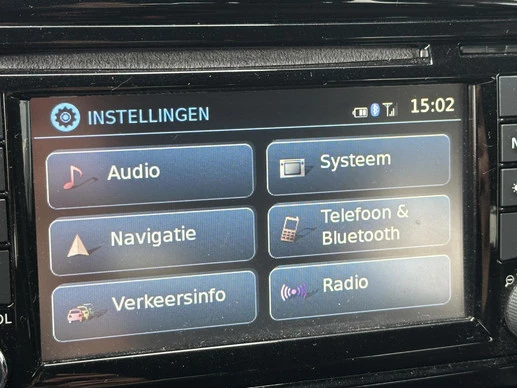 INSTELLINGEN 15:02
Audio
Systeem
Navigatie
Telefoon &
Bluetooth
Verkeersinfo
Radio